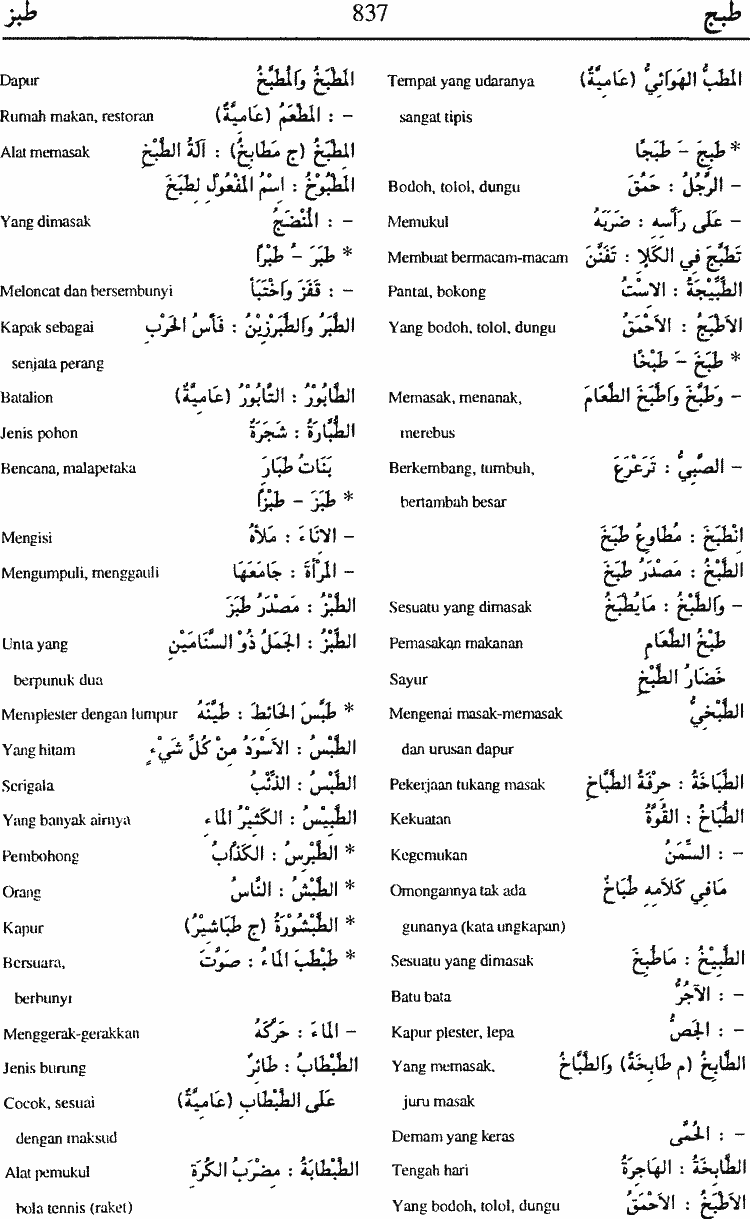 طبج 837 طبز
المَطَبُّ الهَوَائِيُّ (عَامِيَّةٌ) Tempat yang udaranya
sangat tipis
* طَبِجَ - طَبَجًا
- الرَّجُلُ : حَمُقَ Bodoh, tolol, dungu
- عَلَى رَأْسِهِ : ضَرَبَهُ Memukul
تَطَبَّجَ فِي الكَلَا : تَفَنَّنَ Membuat bermacam-macam
الطَّبِّيْجَةُ : الاسْتُ Pantat, bokong
الأَطْبَجُ : الأَحْمَقُ Yang bodoh, tolol, dungu
* طَبَخَ - طَبْخًا
- وَطَبَّخَ وَاطَّبَخَ الطَّعَامَ Memasak, menanak,
merebus
- الصَّبِيُّ : تَرَعْرَعَ Berkembang, tumbuh,
bertambah besar
انْطَبَخَ : مُطَاوِعُ طَبَخَ
الطَّبْخُ : مَصْدَرُ طَبَخَ
- وَالطِّبْخُ : مَايُطْبَخُ Sesuatu yang dimasak
طَبْخُ الطَّعَامِ Pemasakan makanan
خَضَارُ الطَّبْخِ Sayur
الطَّبْخِيُّ Mengenai masak-memasak
dan urusan dapur
الطِّبَاخَةُ : حِرْفَةُ الطَّبَّاخِ Pekerjaan tukang masak
الطُّبَاخُ : القُوَّةُ Kekuatan
- : السِّمَنُ Kegemukan
مَافِي كَلَامِهِ طُبَاخٌ Omongannya tak ada
gunanya (kata ungkapan)
الطَّبِيْخُ : مَاطُبِخَ Sesuatu yang dimasak
- : الآجُرُّ Batu bata
- : الجَصُّ Kapur plester, lepa
الطَّابِخُ (م طَابِخَةٌ) وَالطَّبَّاخُ Yang memasak,
juru masak
- : الحُمَّى Demam yang keras
الطَّابِخَةُ : الهَاجِرَةُ Tengah hari
الأَطْبَخُ : الأَحْمَقُ Yang bodoh, tolol, dungu
المَطْبَخُ وَالمُطَّبَخُ Dapur
- : المَطْعَمُ (عَامِيَّةٌ) Rumah makan, restoran
المِطْبَخُ (ج مَطَابِخُ) : آلَةُ الطَّبْخِ Alat memasak
المَطْبُوْخُ : اسْمُ المَفْعُوْلِ لِطَبَخَ
- : المُنْضَجُ Yang dimasak
* طَبَرَ - طَبْرًا
- : قَفَزَ وَاخْتَبَأَ Meloncat dan bersembunyi
الطَّبَرُ وَالطَّبَرْزِيْنُ : فَأْسُ الحَرْبِ Kapak sebagai
senjata perang
الطَّابُوْرُ : التَّابُوْرُ (عَامِيَّةٌ) Batalion
الطُّبَّارَةُ : شَجَرَةٌ Jenis pohon
بَنَاتُ طَبَارِ Bencana, malapetaka
* طَبَزَ - طَبْزًا
- الانَاءَ : مَلَأَهُ Mengisi
- المَرْأَةَ : جَامَعَهَا Mengumpuli, menggauli
الطَّبْزُ : مَصْدَرُ طَبَزَ
الطِّبْزُ : الجَمَلُ ذُوْ السَّنَامَيْنِ Unta yang
berpunuk dua
* طَبَّسَ الحَائِطَ : طَيَّنَهُ Memplester dengan lumpur
الطَّبْسُ : الأَسْوَدُ مِنْ كُلِّ شَيْءٍ Yang hitam
الطِّبْسُ : الذِّئْبُ Serigala
الطَّبِيْسُ : الكَثِيْرُ المَاءِ Yang banyak airnya
* الطِّبْرِسُ : الكَذَّابُ Pembohong
* الطَّبْشُ : النَّاسُ Orang
* الطَّبْشُوْرَةُ (ج طَبَاشِيْرُ) Kapur
* طَبْطَبَ المَاءُ : صَوَّتَ Bersuara,
berbunyi
- المَاءَ : حَرَّكَهُ Menggerak-gerakkan
الطَّبْطَابُ : طَائِرٌ Jenis burung
عَلَى الطَّبْطَابِ (عَامِيَّةٌ) Cocok, sesuai
dengan maksud
الطَّبْطَابَةُ : مِضْرَبُ الكُرَةِ Alat pemukul
bola tennis (raket)